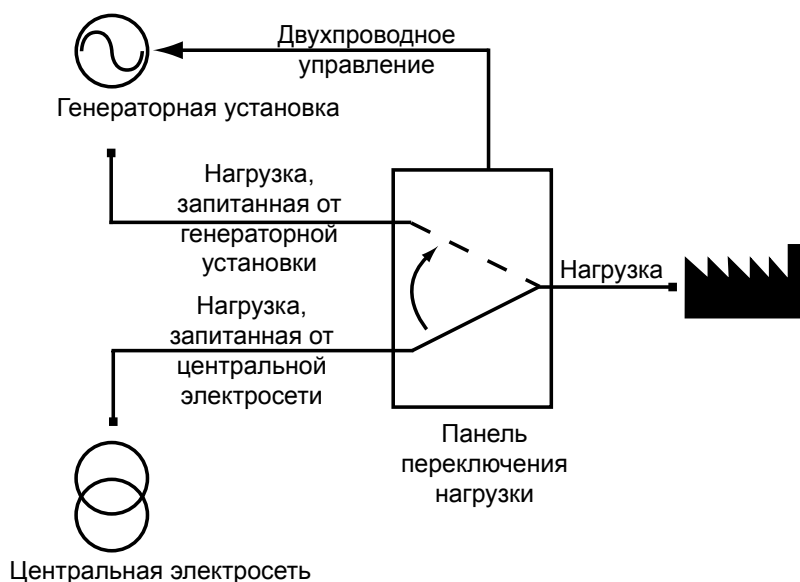 Двухпроводное
управление
Генераторная установка
Нагрузка,
запитанная от
генераторной
установки
Нагрузка
Нагрузка,
запитанная от
центральной
электросети
Панель
переключения
нагрузки
Центральная электросеть